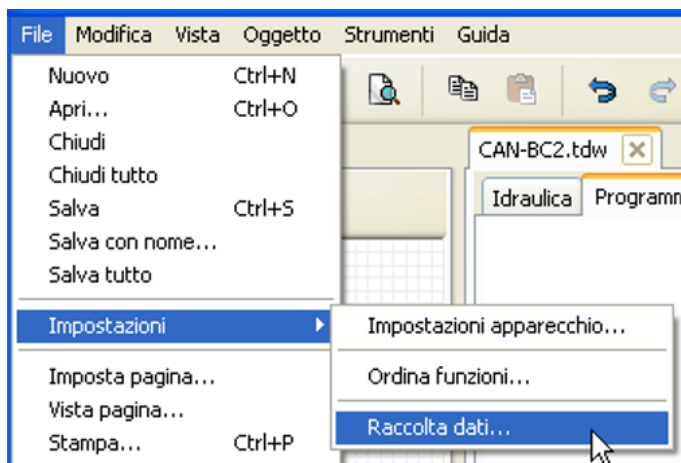 File Modifica Vista Oggetto Strumenti Guida
Nuovo Ctrl+N
Apri... Ctrl+O
Chiudi
Chiudi tutto
Salva Ctrl+S
Salva con nome...
Salva tutto
Impostazioni
Imposta pagina...
Vista pagina...
Stampa... Ctrl+P
Impostazioni apparecchio...
Ordina funzioni...
Raccolta dati...
CAN-BC2.tdw
Idraulica